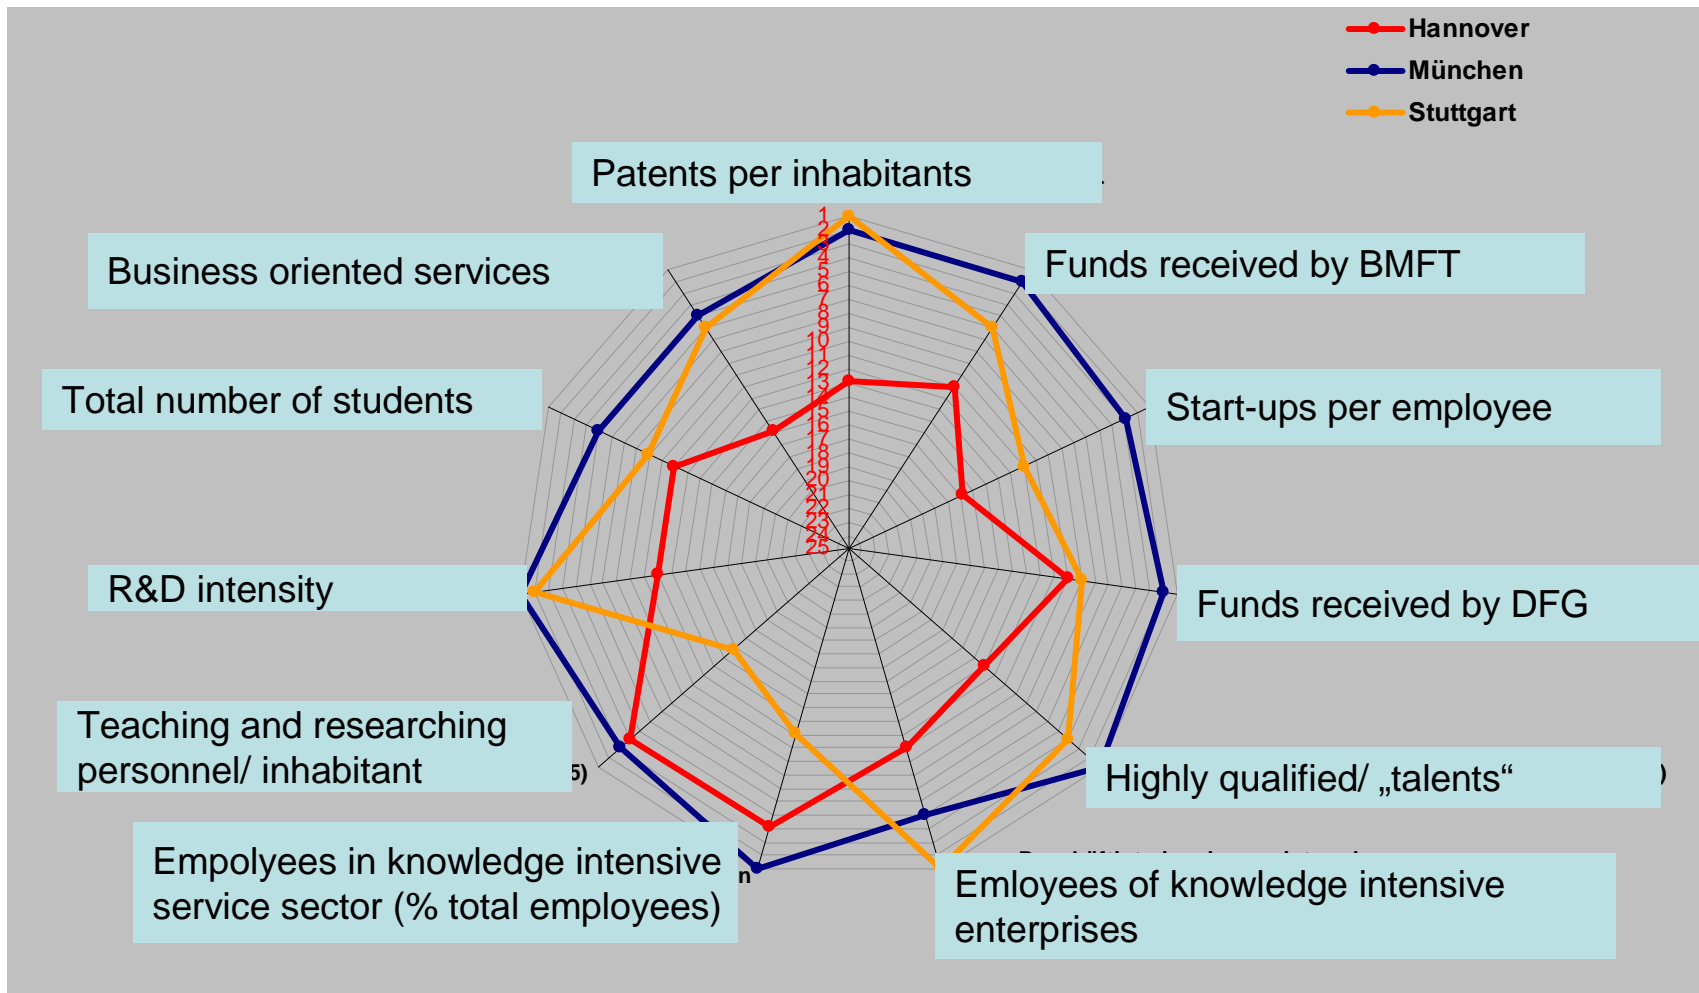 Hannover
München
Stuttgart
Patents per inhabitants
Business oriented services
Funds received by BMFT
Total number of students
Start-ups per employee
R&D intensity
Funds received by DFG
Teaching and researching
personnel/ inhabitant
5)
Highly qualified/ „talents“
)
Empolyees in knowledge intensive
service sector (% total employees)
n
Emloyees of knowledge intensive
enterprises
1
2
3
4
5
6
7
8
9
10
11
12
13
14
15
16
17
18
19
20
21
22
23
24
25